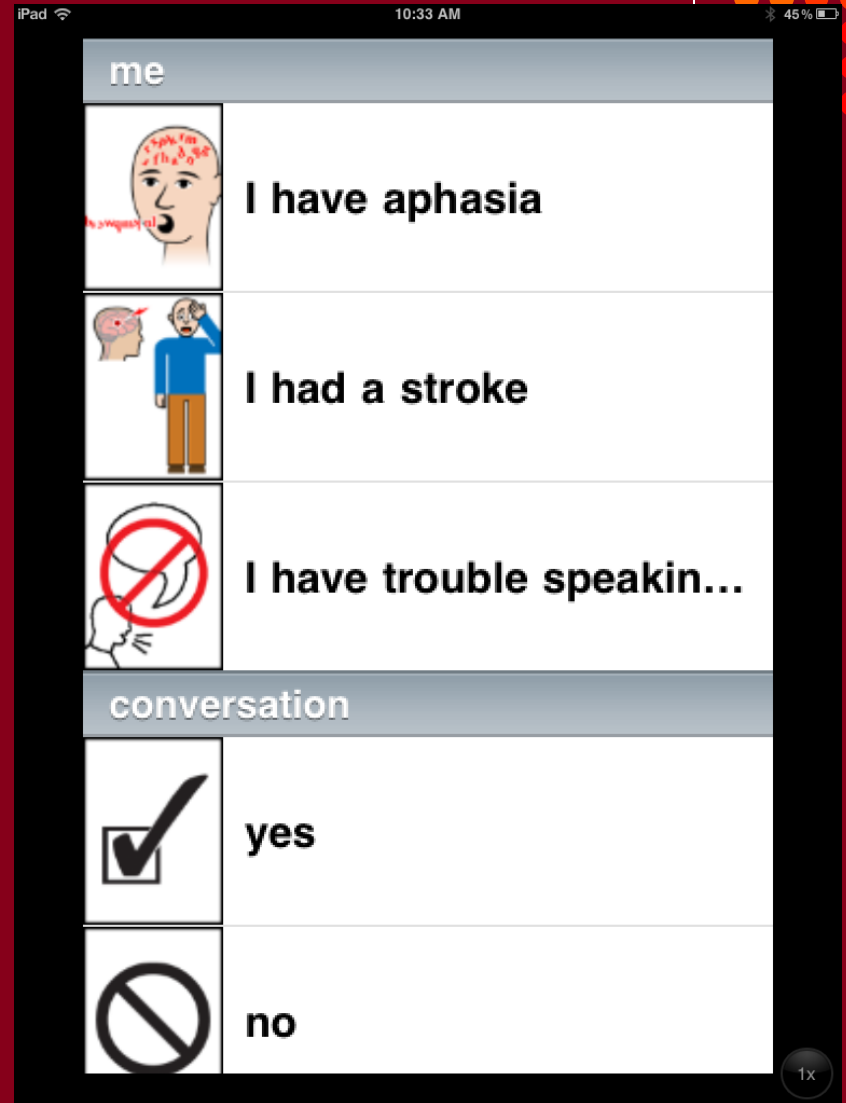 iPad 10:33 AM 45%
me
I have aphasia
I had a stroke
I have trouble speakin...
conversation
yes
no
1x